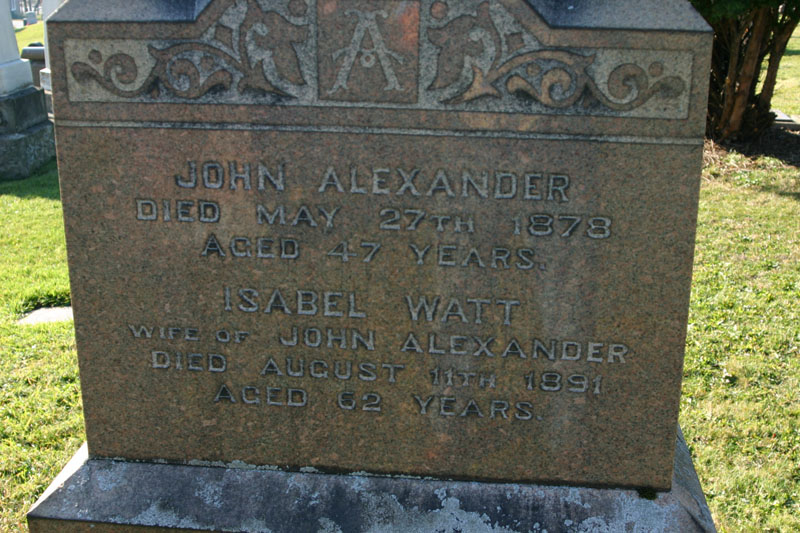 A
JOHN ALEXANDER
DIED MAY 27TH 1878
AGED 47 YEARS.
ISABEL WATT
WIFE OF JOHN ALEXANDER
DIED AUGUST 11TH 1891
AGED 62 YEARS.